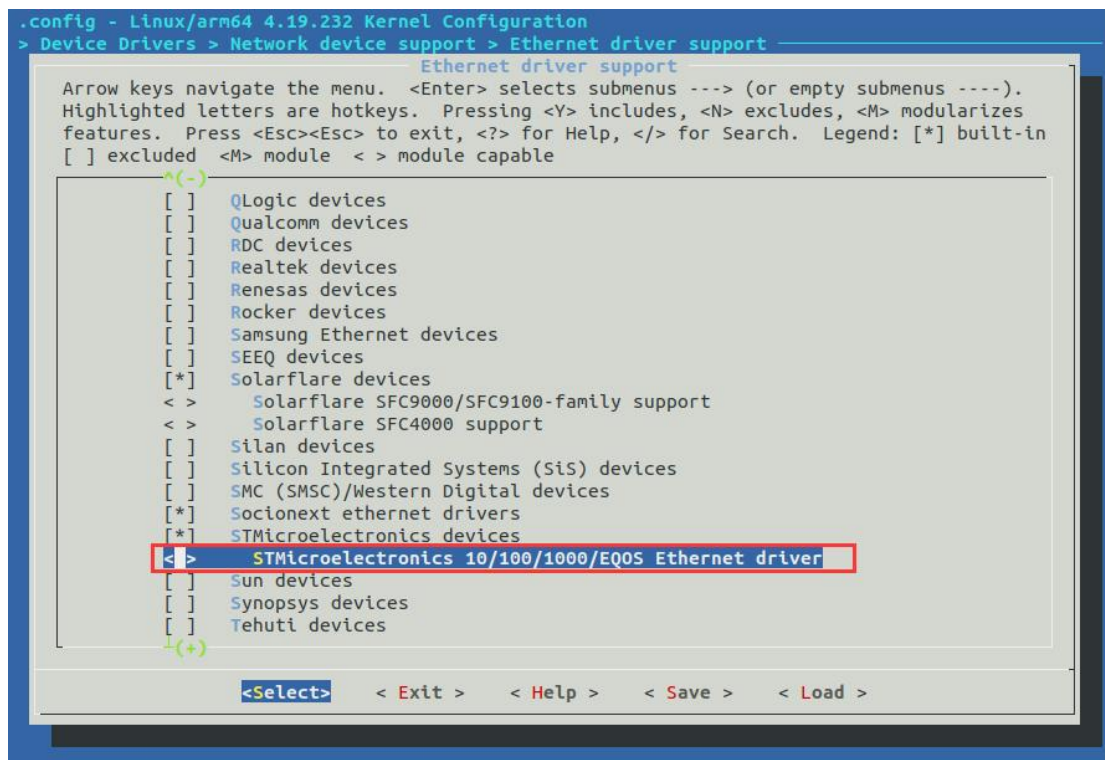 .config - Linux/arm64 4.19.232 Kernel Configuration
> Device Drivers > Network device support > Ethernet driver support
Ethernet driver support
Arrow keys navigate the menu. <Enter> selects submenus ---> (or empty submenus ----).
Highlighted letters are hotkeys. Pressing <Y> includes, <N> excludes, <M> modularizes
features. Press <Esc><Esc> to exit, <?> for Help, </> for Search. Legend: [*] built-in
[ ] excluded <M> module < > module capable
^(-)
[ ] QLogic devices
[ ] Qualcomm devices
[ ] RDC devices
[ ] Realtek devices
[ ] Renesas devices
[ ] Rocker devices
[ ] Samsung Ethernet devices
[ ] SEEQ devices
[*] Solarflare devices
< > Solarflare SFC9000/SFC9100-family support
< > Solarflare SFC4000 support
[ ] Silan devices
[ ] Silicon Integrated Systems (SiS) devices
[ ] SMC (SMSC)/Western Digital devices
[*] Socionext ethernet drivers
[*] STMicroelectronics devices
< > STMicroelectronics 10/100/1000/EQOS Ethernet driver
[ ] Sun devices
[ ] Synopsys devices
[ ] Tehuti devices
┴(+)
<Select> < Exit > < Help > < Save > < Load >